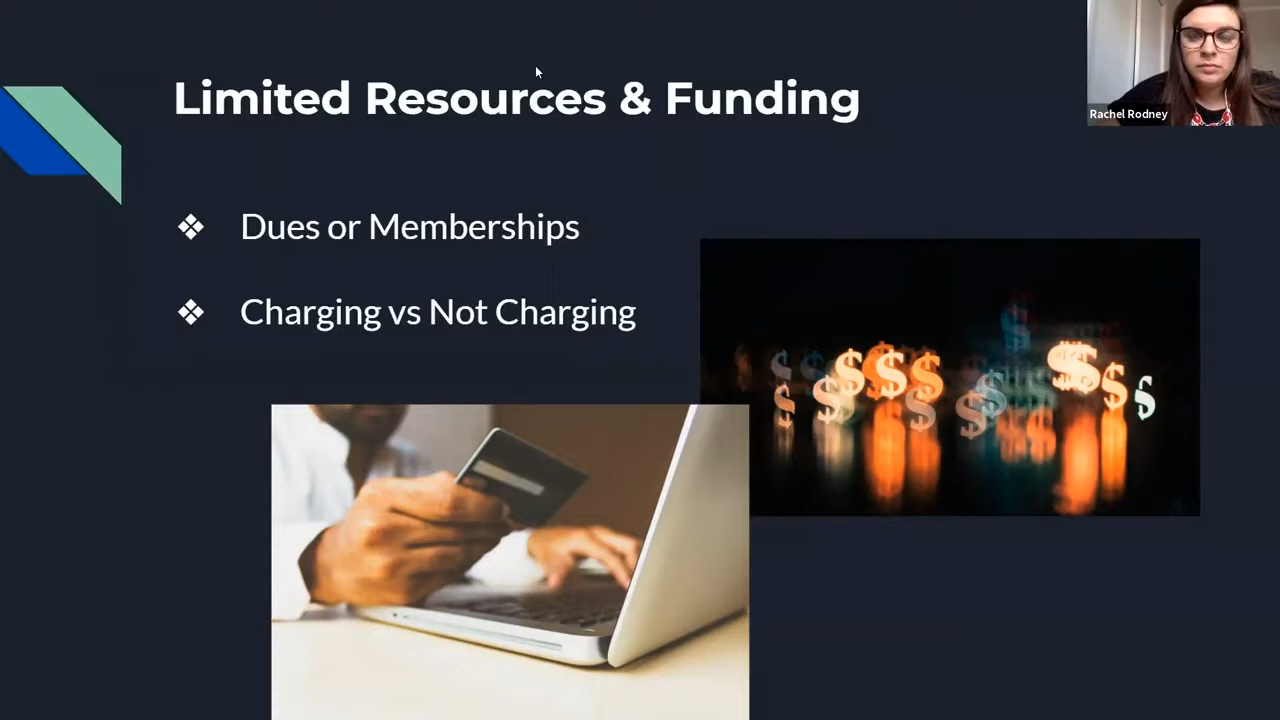 Limited Resources & Funding
Rachel Rodney
❖ Dues or Memberships
❖ Charging vs Not Charging